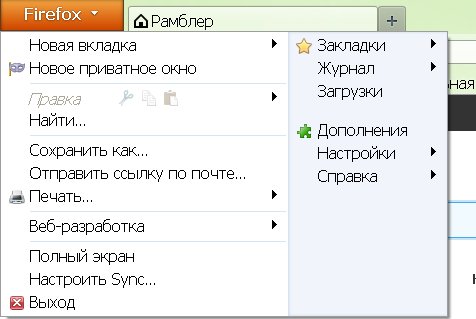 Firefox
Рамблер
Новая вкладка
Новое приватное окно
Правка
Найти...
Сохранить как...
Отправить ссылку по почте...
Печать...
Веб-разработка
Полный экран
Настроить Sync...
Выход
Закладки
Журнал
Загрузки
Дополнения
Настройки
Справка
ьная